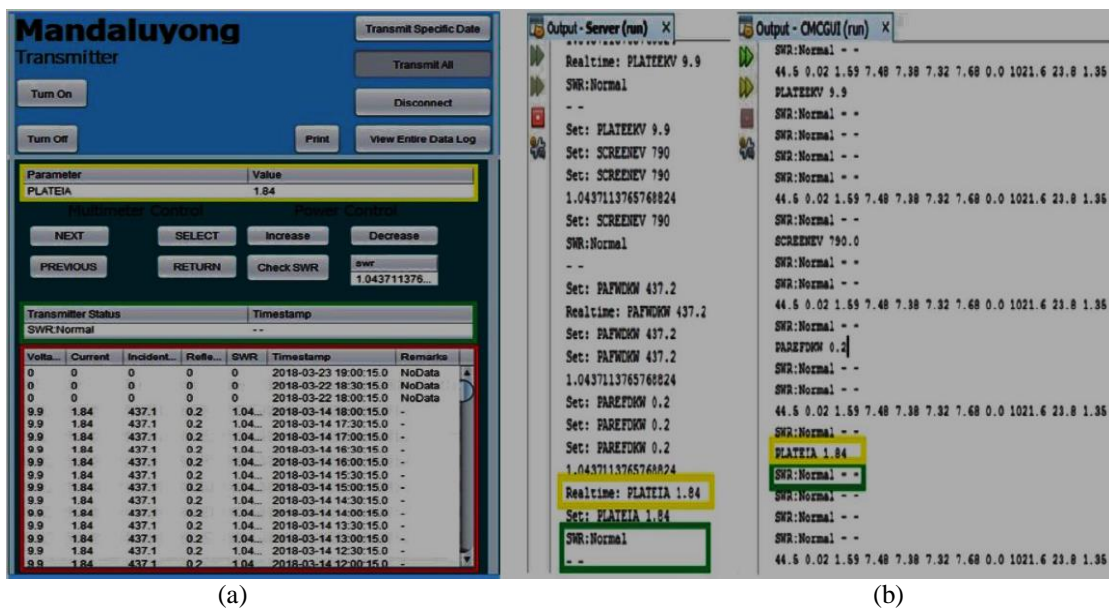 Mandaluyong
Transmitter
Transmit Specific Date
Transmit All
Turn On
Disconnect
Turn Off
Print
View Entire Data Log
Parameter Value
PLATEIA 1.84
Multimeter Control Power Control
NEXT SELECT Increase Decrease
PREVIOUS RETURN Check SWR swr
1.043711376...
Transmitter Status Timestamp
SWR:Normal --
Volta... Current Incident... Refle... SWR Timestamp Remarks
0 0 0 0 0 2018-03-23 19:00:15.0 NoData
0 0 0 0 0 2018-03-22 18:30:15.0 NoData
0 0 0 0 0 2018-03-22 18:00:15.0 NoData
9.9 1.84 437.1 0.2 1.04... 2018-03-14 18:00:15.0 -
9.9 1.84 437.1 0.2 1.04... 2018-03-14 17:30:15.0 -
9.9 1.84 437.1 0.2 1.04... 2018-03-14 17:00:15.0 -
9.9 1.84 437.1 0.2 1.04... 2018-03-14 16:30:15.0 -
9.9 1.84 437.1 0.2 1.04... 2018-03-14 16:00:15.0 -
9.9 1.84 437.1 0.2 1.04... 2018-03-14 15:30:15.0 -
9.9 1.84 437.1 0.2 1.04... 2018-03-14 15:00:15.0 -
9.9 1.84 437.1 0.2 1.04... 2018-03-14 14:30:15.0 -
9.9 1.84 437.1 0.2 1.04... 2018-03-14 14:00:15.0 -
9.9 1.84 437.1 0.2 1.04... 2018-03-14 13:30:15.0 -
9.9 1.84 437.1 0.2 1.04... 2018-03-14 13:00:15.0 -
9.9 1.84 437.1 0.2 1.04... 2018-03-14 12:30:15.0 -
9.9 1.84 437.1 0.2 1.04 2018-03-14 12:00:15.0 -
(a)
Output - Server (run) X
Realtime: PLATEEKV 9.9
SWR:Normal
- -
Set: PLATEEKV 9.9
Set: SCREENEV 790
Set: SCREENEV 790
1.0437113765768824
Set: SCREENEV 790
SWR:Normal
- -
Set: PAFWDKW 437.2
Realtime: PAFWDKW 437.2
Set: PAFWDKW 437.2
Set: PAFWDKW 437.2
1.0437113765768824
Set: PAREFDKW 0.2
Set: PAREFDKW 0.2
Set: PAREFDKW 0.2
1.0437113765768824
Realtime: PLATEIA 1.84
Set: PLATEIA 1.84
SWR:Normal
- -
Output - CMCGUI (run) X
SWR:Normal - -
44.5 0.02 1.59 7.48 7.38 7.32 7.68 0.0 1021.6 23.8 1.35
PLATEKV 9.9
SWR:Normal - -
SWR:Normal - -
SWR:Normal - -
SWR:Normal - -
44.5 0.02 1.59 7.48 7.38 7.32 7.68 0.0 1021.6 23.8 1.35
SWR:Normal - -
SCREENEV 790.0
SWR:Normal - -
SWR:Normal - -
44.5 0.02 1.59 7.48 7.38 7.32 7.68 0.0 1021.6 23.8 1.35
SWR:Normal - -
PAREFDKW 0.2
SWR:Normal - -
SWR:Normal - -
44.5 0.02 1.59 7.48 7.38 7.32 7.68 0.0 1021.6 23.8 1.35
SWR:Normal - -
PLATEIA 1.84
SWR:Normal - -
SWR:Normal - -
SWR:Normal - -
SWR:Normal - -
44.5 0.02 1.59 7.48 7.38 7.32 7.68 0.0 1021.6 23.8 1.35
(b)